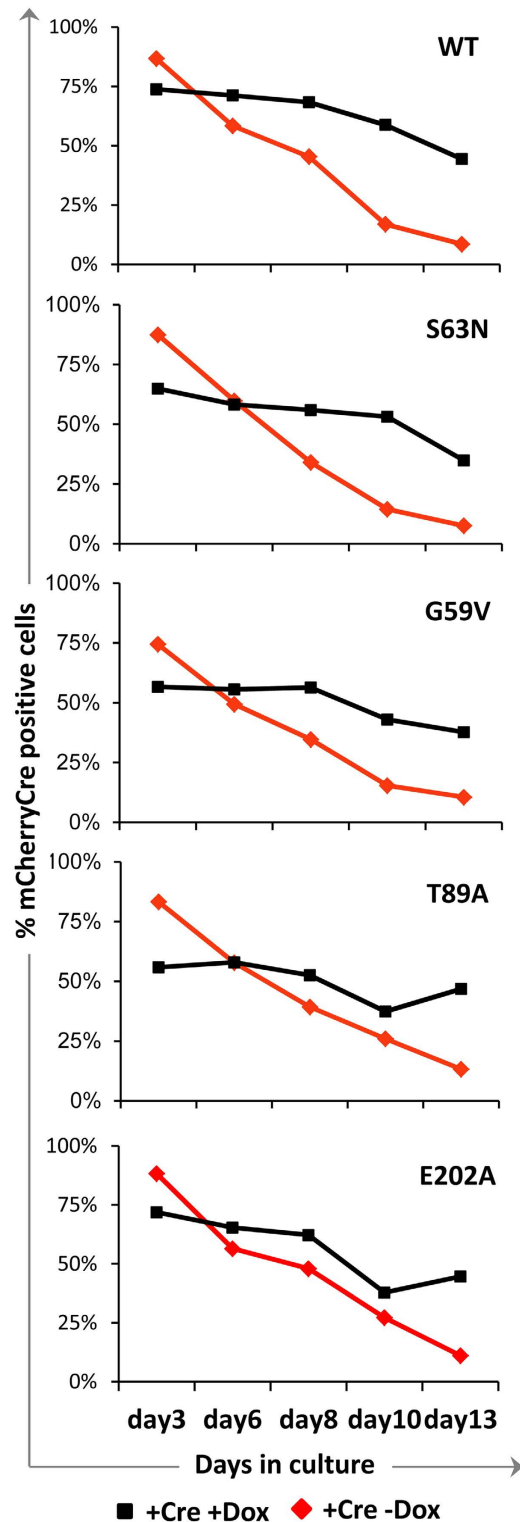 % mCherryCre positive cells
WT
100%
75%
50%
25%
0%
S63N
100%
75%
50%
25%
0%
G59V
100%
75%
50%
25%
0%
T89A
100%
75%
50%
25%
0%
E202A
100%
75%
50%
25%
0%
day3 day6 day8 day10 day13
Days in culture
+Cre +Dox +Cre -Dox